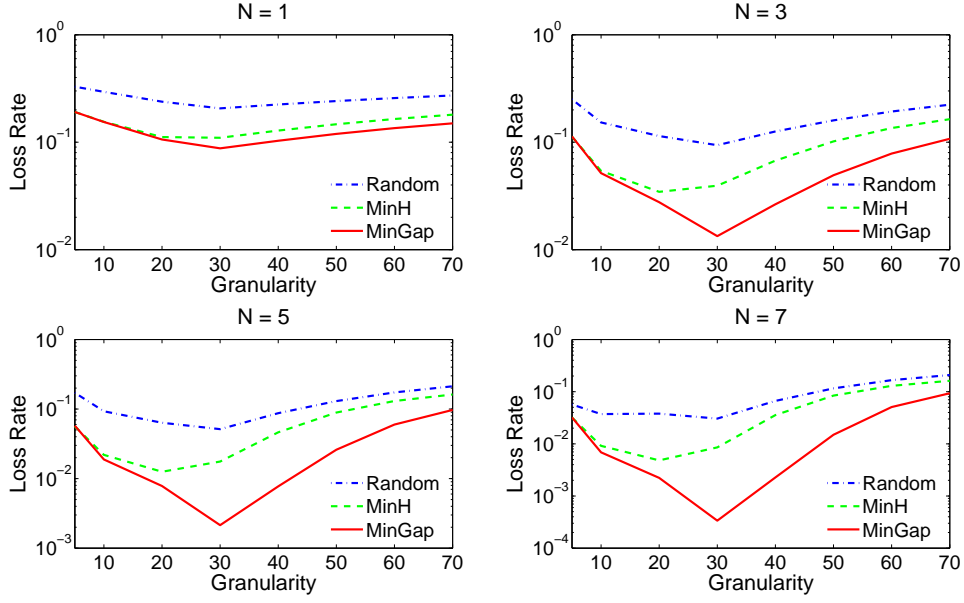 N = 1
10^0
10^-1
10^-2
Loss Rate
Random
MinH
MinGap
10 20 30 40 50 60 70
Granularity
N = 3
10^0
10^-1
10^-2
Loss Rate
Random
MinH
MinGap
10 20 30 40 50 60 70
Granularity
N = 5
10^0
10^-1
10^-2
10^-3
Loss Rate
Random
MinH
MinGap
10 20 30 40 50 60 70
Granularity
N = 7
10^0
10^-1
10^-2
10^-3
10^-4
Loss Rate
Random
MinH
MinGap
10 20 30 40 50 60 70
Granularity